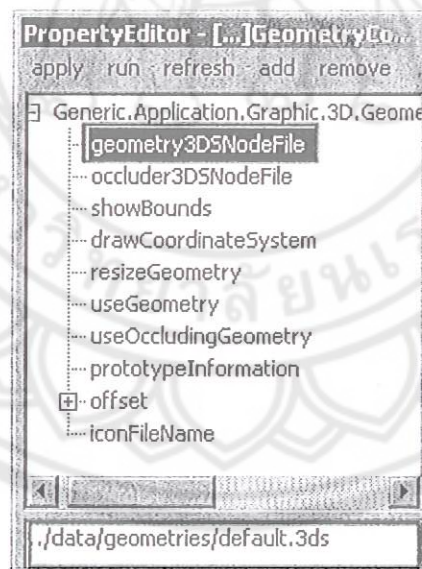 PropertyEditor - [...]GeometryCo...
apply run refresh add remove
Generic.Application.Graphic.3D.Geome
geometry3DSNodeFile
occluder3DSNodeFile
showBounds
drawCoordinateSystem
resizeGeometry
useGeometry
useOccludingGeometry
prototypeInformation
offset
iconFileName
./data/geometries/default.3ds